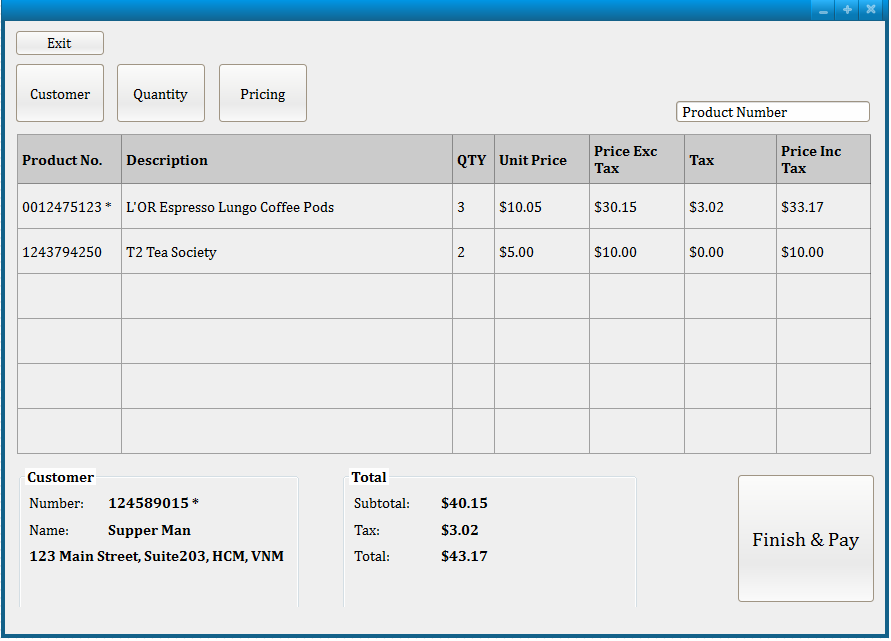 Exit
Customer Quantity Pricing
Product Number
Product No. Description QTY Unit Price Price Exc Tax Tax Price Inc Tax
0012475123 * L'OR Espresso Lungo Coffee Pods 3 $10.05 $30.15 $3.02 $33.17
1243794250 T2 Tea Society 2 $5.00 $10.00 $0.00 $10.00
Customer
Number: 124589015 *
Name: Supper Man
123 Main Street, Suite203, HCM, VNM
Total
Subtotal: $40.15
Tax: $3.02
Total: $43.17
Finish & Pay